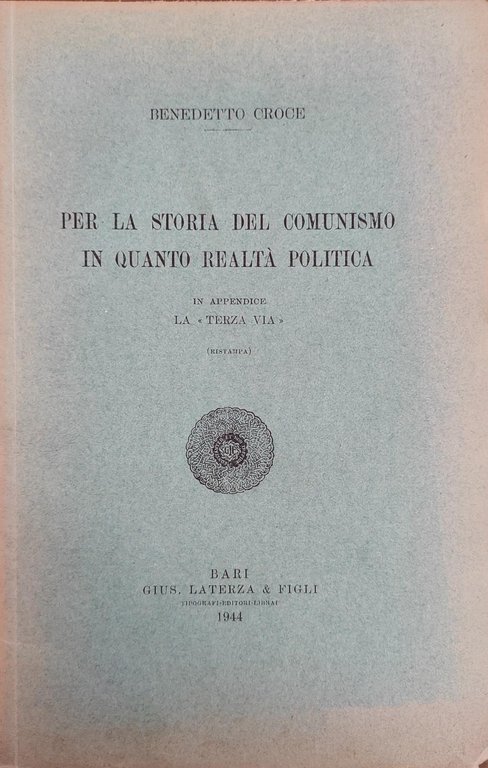 BENEDETTO CROCE
PER LA STORIA DEL COMUNISMO
IN QUANTO REALTÀ POLITICA
IN APPENDICE
LA « TERZA VIA »
(RISTAMPA)
BARI
GIUS. LATERZA & FIGLI
TIPOGRAFI-EDITORI-LIBRAI
1944